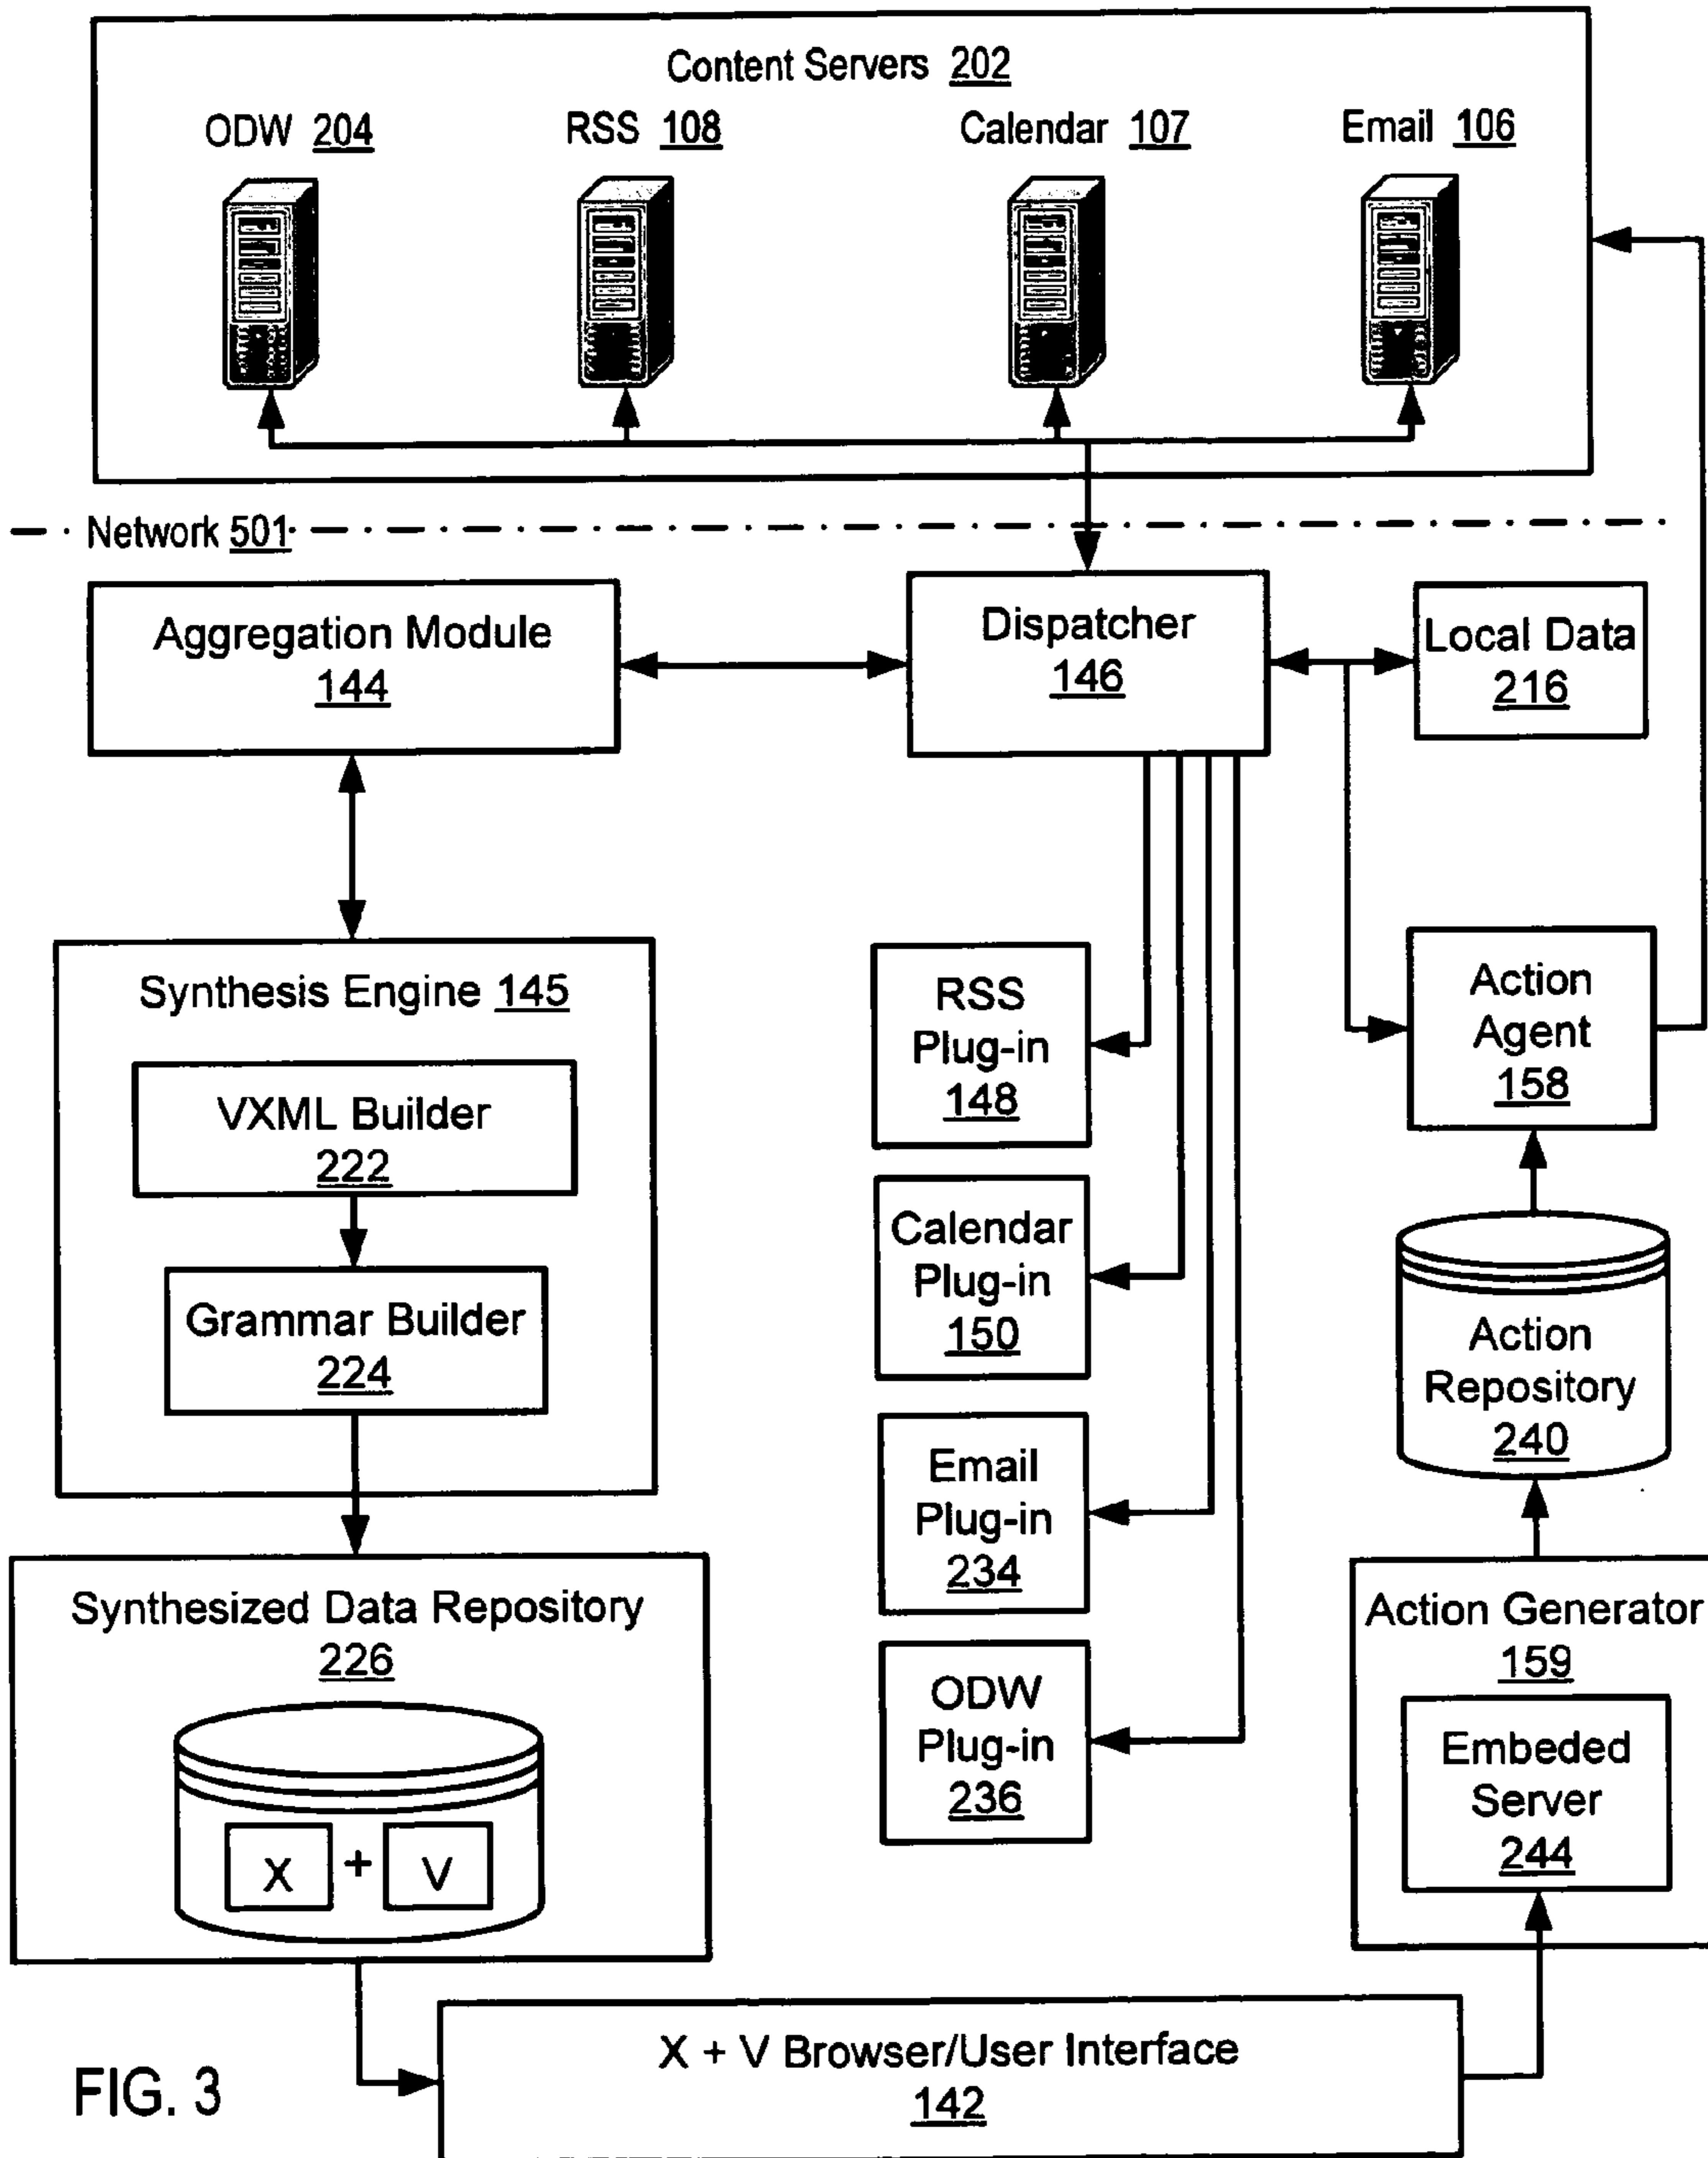 Content Servers 202
ODW 204
RSS 108
Calendar 107
Email 106
Network 501
Aggregation Module
144
Dispatcher
146
Local Data
216
Synthesis Engine 145
VXML Builder
222
Grammar Builder
224
RSS
Plug-in
148
Calendar
Plug-in
150
Email
Plug-in
234
ODW
Plug-in
236
Action
Agent
158
Action
Repository
240
Synthesized Data Repository
226
X + V
Action Generator
159
Embeded
Server
244
X + V Browser/User Interface
142
FIG. 3